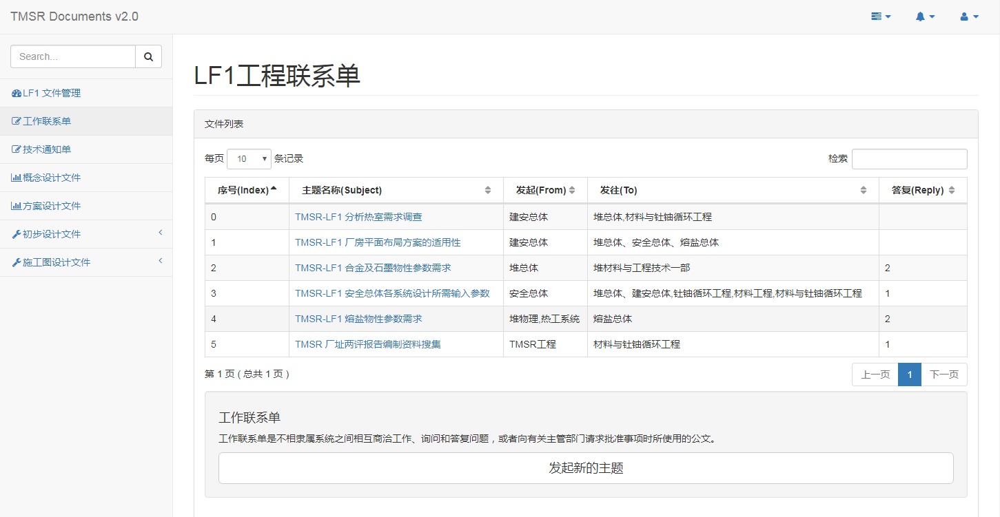 TMSR Documents v2.0
Search...
LF1 文件管理
工作联系单
技术通知单
概念设计文件
方案设计文件
初步设计文件
施工图设计文件
LF1工程联系单
文件列表
每页 10 条记录 检索
序号(Index) 主题名称(Subject) 发起(From) 发往(To) 答复(Reply)
0 TMSR-LF1 分析热室需求调查 建安总体 堆总体,材料与钍铀循环工程
1 TMSR-LF1 厂房平面布局方案的适用性 建安总体 堆总体、安全总体、熔盐总体
2 TMSR-LF1 合金及石墨物性参数需求 堆总体 堆材料与工程技术一部 2
3 TMSR-LF1 安全总体各系统设计所需输入参数 安全总体 堆总体、建安总体,钍铀循环工程,材料工程,材料与钍铀循环工程 1
4 TMSR-LF1 熔盐物性参数需求 堆物理,热工系统 熔盐总体 2
5 TMSR 厂址两评报告编制资料搜集 TMSR工程 材料与钍铀循环工程 1
第 1 页 ( 总共 1 页 ) 上一页 1 下一页
工作联系单
工作联系单是不相隶属系统之间相互商洽工作、询问和答复问题，或者向有关主管部门请求批准事项时所使用的公文。
发起新的主题